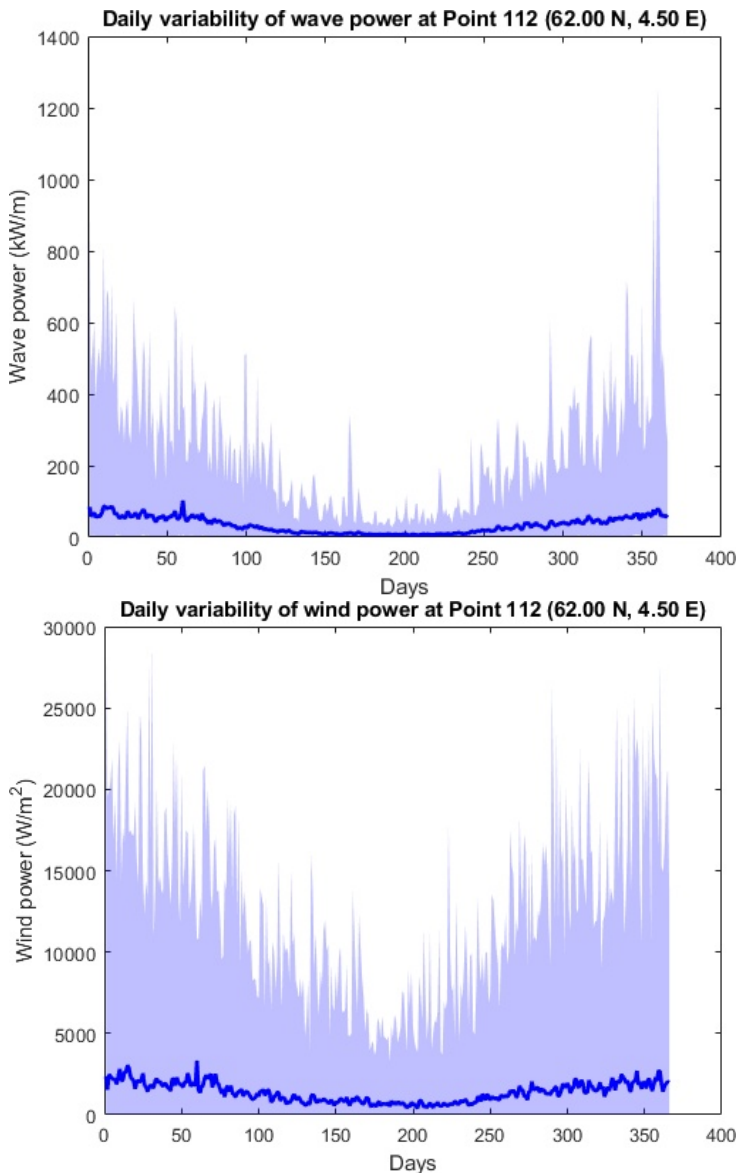 Daily variability of wave power at Point 112 (62.00 N, 4.50 E)
1400
1200
1000
800
600
400
200
0
Wave power (kW/m)
0 50 100 150 200 250 300 350 400
Days
Daily variability of wind power at Point 112 (62.00 N, 4.50 E)
30000
25000
20000
15000
10000
5000
0
Wind power (W/m²)
0 50 100 150 200 250 300 350 400
Days